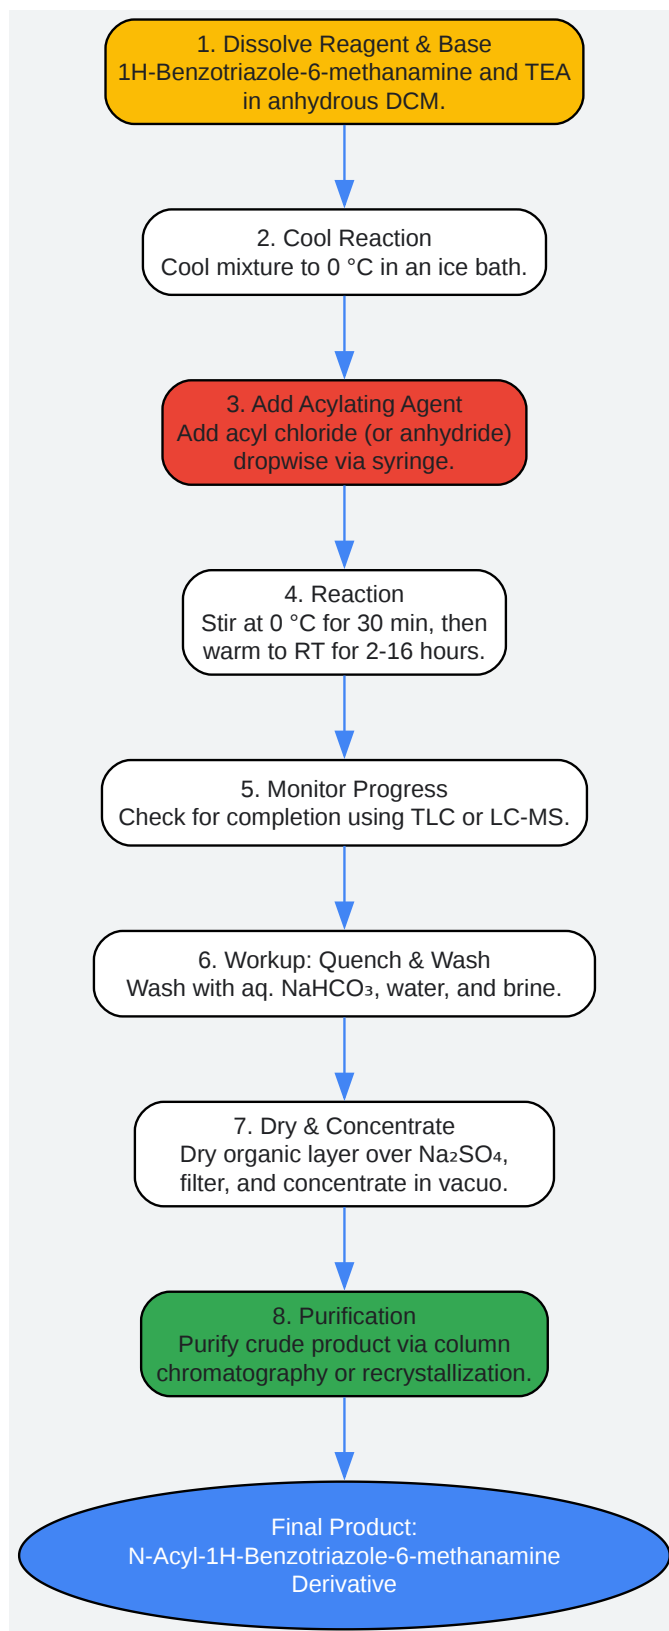 1. Dissolve Reagent & Base
1H-Benzotriazole-6-methanamine and TEA
in anhydrous DCM.
2. Cool Reaction
Cool mixture to 0 °C in an ice bath.
3. Add Acylating Agent
Add acyl chloride (or anhydride)
dropwise via syringe.
4. Reaction
Stir at 0 °C for 30 min, then
warm to RT for 2-16 hours.
5. Monitor Progress
Check for completion using TLC or LC-MS.
6. Workup: Quench & Wash
Wash with aq. NaHCO₃, water, and brine.
7. Dry & Concentrate
Dry organic layer over Na₂SO₄,
filter, and concentrate in vacuo.
8. Purification
Purify crude product via column
chromatography or recrystallization.
Final Product:
N-Acyl-1H-Benzotriazole-6-methanamine
Derivative